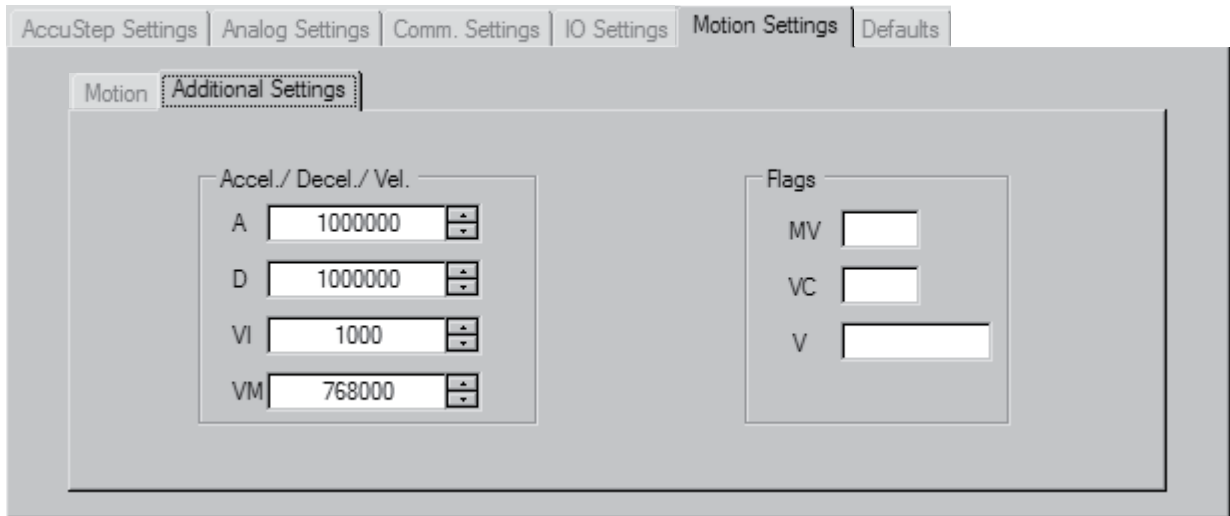 AccuStep Settings Analog Settings Comm. Settings IO Settings Motion Settings Defaults
Motion Additional Settings
Accel./ Decel./ Vel.
A 1000000
D 1000000
VI 1000
VM 768000
Flags
MV
VC
V